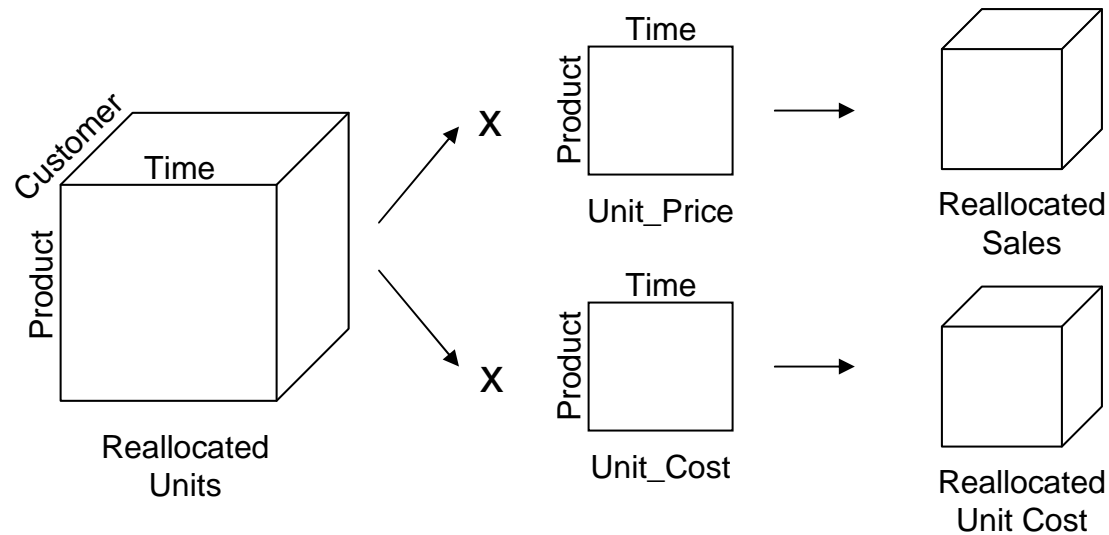 Customer
Time
Product
Reallocated
Units
x
Time
Product
Unit_Price
Reallocated
Sales
x
Time
Product
Unit_Cost
Reallocated
Unit Cost